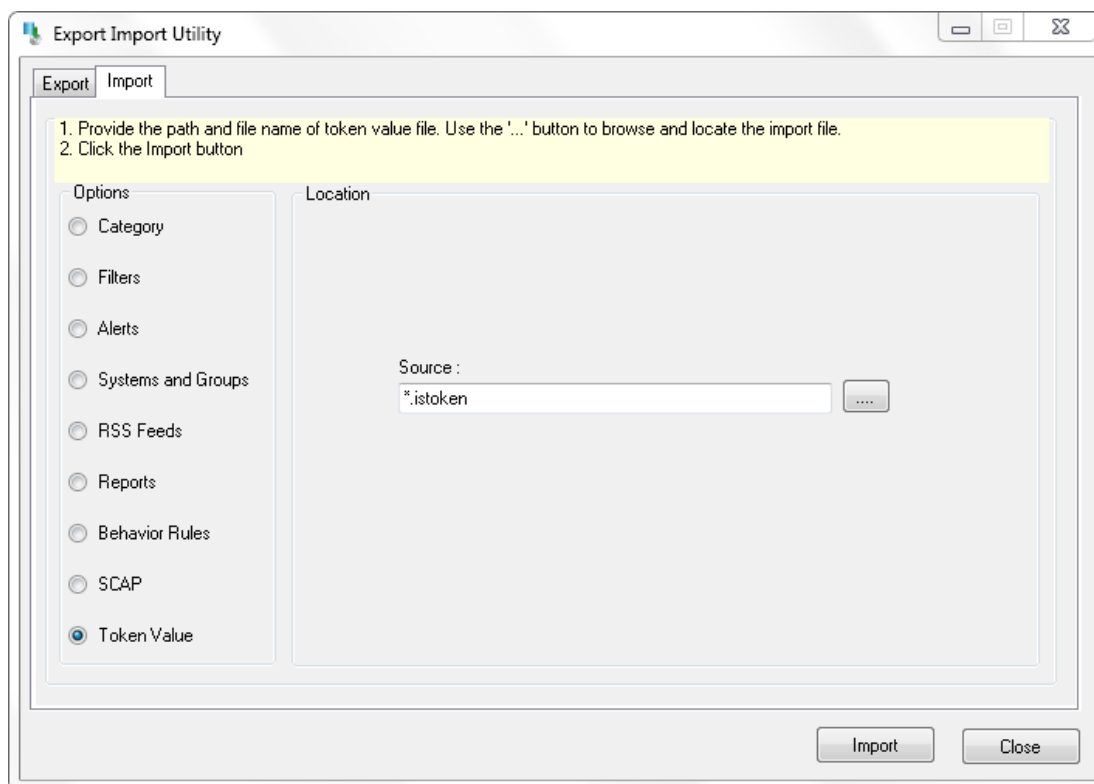 Export Import Utility
Export
Import
1. Provide the path and file name of token value file. Use the '...' button to browse and locate the import file.
2. Click the Import button
Options
Location
Category
Filters
Alerts
Systems and Groups
RSS Feeds
Reports
Behavior Rules
SCAP
Token Value
Source :
*.istoken
....
Import
Close